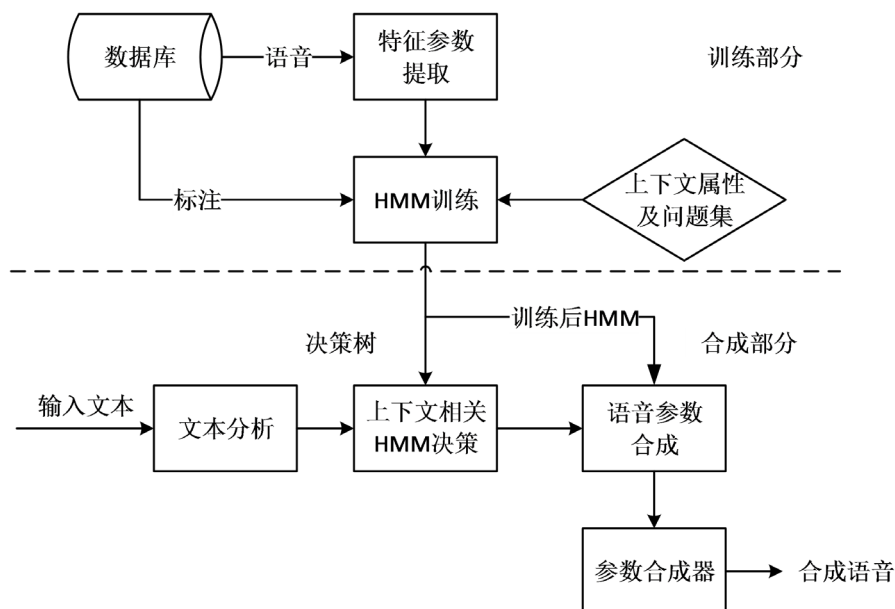 数据库
语音
特征参数
提取
训练部分
标注
HMM训练
上下文属性
及问题集
训练后HMM
决策树
合成部分
输入文本
文本分析
上下文相关
HMM决策
语音参数
合成
参数合成器
合成语音